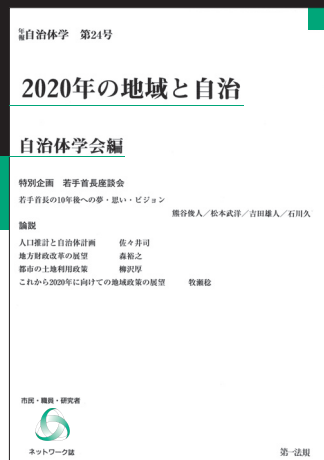 年報 自治体学 第24号
2020年の地域と自治
自治体学会編
特別企画 若手首長座談会
若手首長の10年後への夢・思い・ビジョン
熊谷俊人／松本武洋／吉田雄人／石川久
論説
人口推計と自治体計画 佐々井司
地方財政改革の展望 森裕之
都市の土地利用政策 柳沢厚
これから2020年に向けての地域政策の展望 牧瀬稔
市民・職員・研究者
ネットワーク誌
第一法規